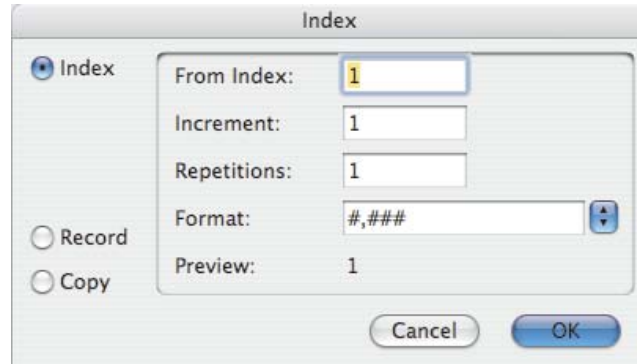 Index
Index
From Index: 1
Increment: 1
Repetitions: 1
Format: #,###
Record
Preview: 1
Copy
Cancel OK